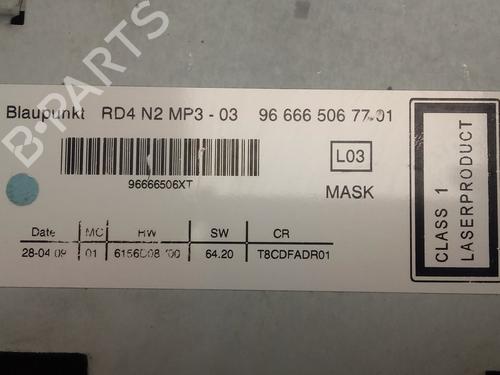 B-PARTS
Blaupunkt RD4 N2 MP3 - 03 96 666 506 77 01
96666506XT
L03
MASK
CLASS 1
LASERPRODUCT
Date MC HW SW CR
28-04 01 64.20 T8CDFADR01